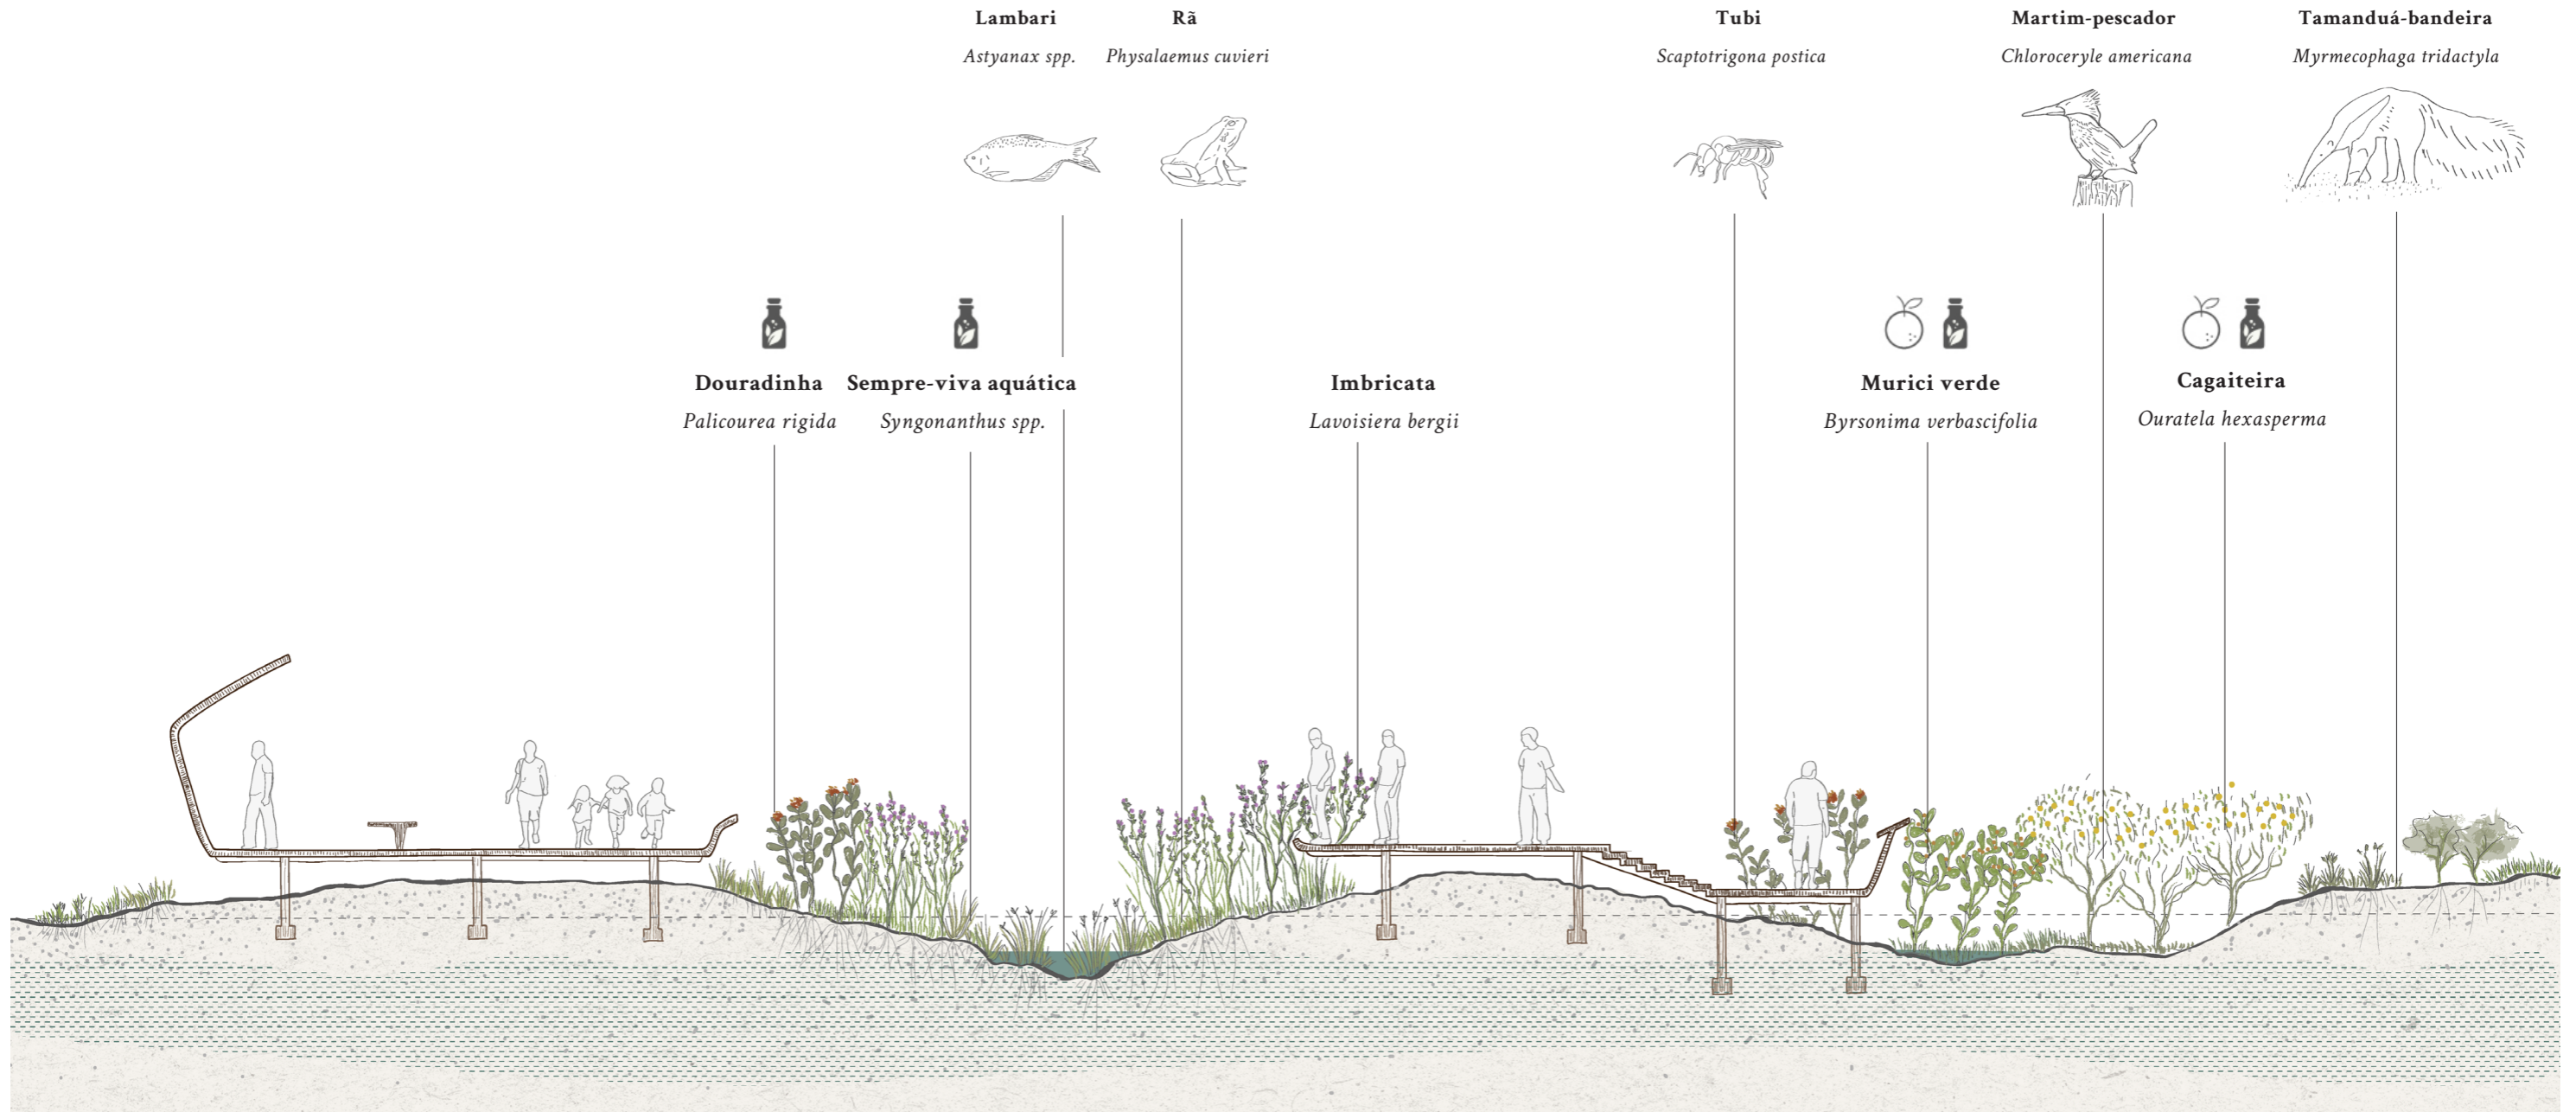 Lambari
Astyanax spp.
Rã
Physalaemus cuvieri
Tubi
Scaptotrigona postica
Martim-pescador
Chloroceryle americana
Tamanduá-bandeira
Myrmecophaga tridactyla
Douradinha
Palicourea rigida
Sempre-viva aquática
Syngonanthus spp.
Imbricata
Lavoisiera bergii
Murici verde
Byrsonima verbascifolia
Cagaiteira
Ouratela hexasperma